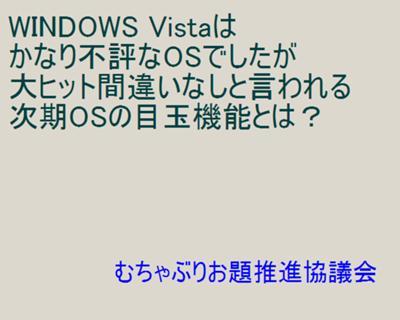 WINDOWS Vistaは
かなり不評なOSでしたが
大ヒット間違いなしと言われる
次期OSの目玉機能とは？
むちゃぶりお題推進協議会